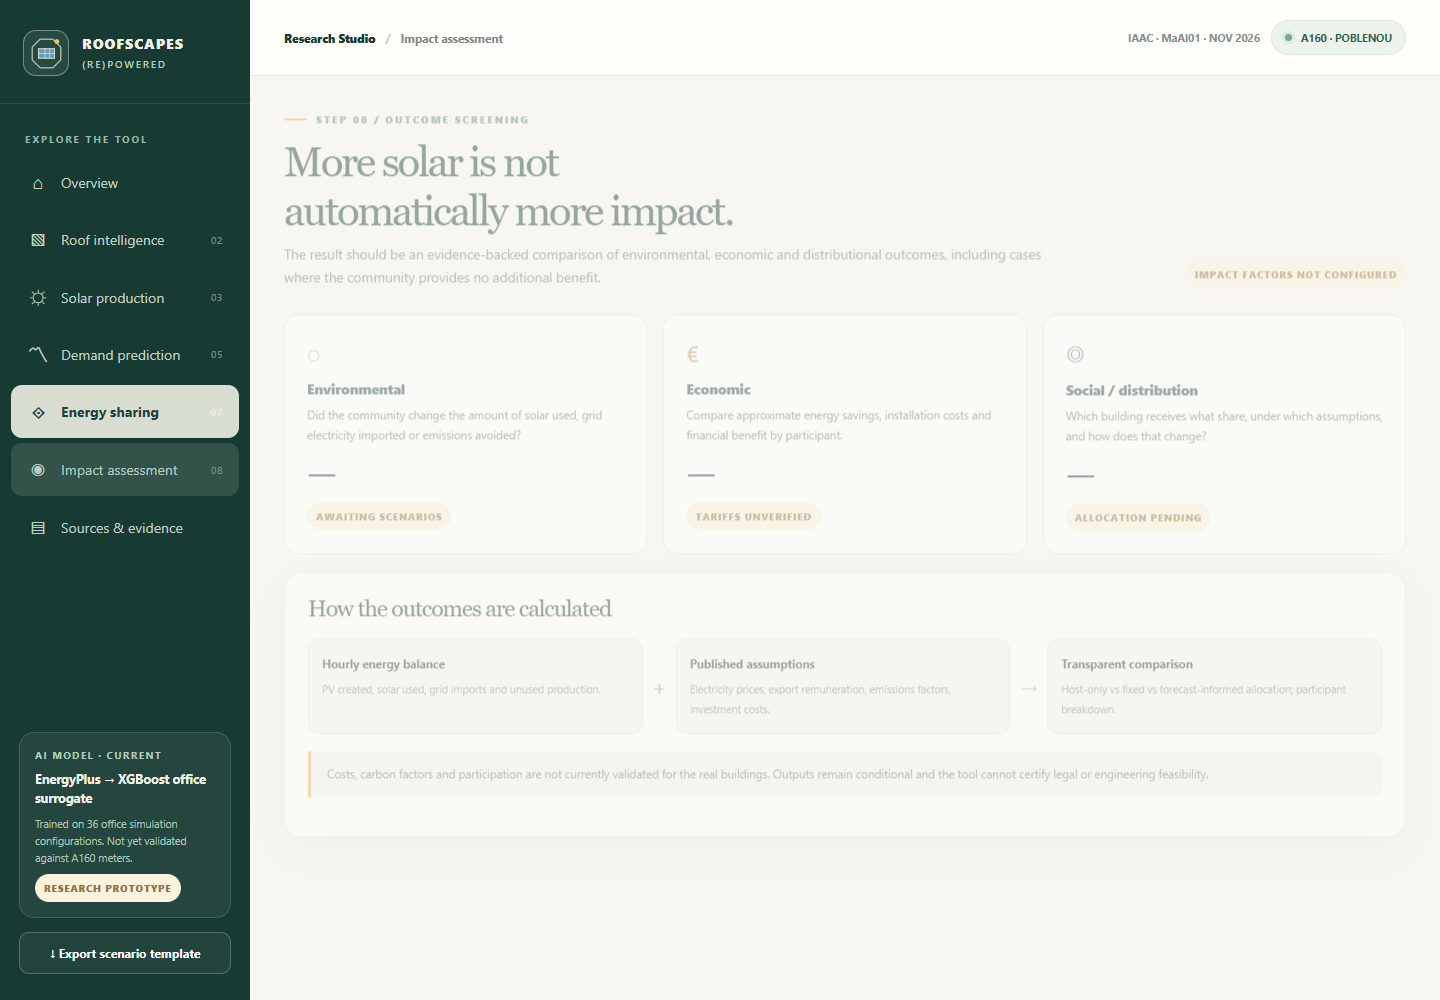 ROOFSCAPES
(RE)POWERED
EXPLORE THE TOOL
Overview
Roof intelligence 02
Solar production 03
Demand prediction 05
Energy sharing 07
Impact assessment 08
Sources & evidence
AI MODEL · CURRENT
EnergyPlus → XGBoost office
surrogate
Trained on 36 office simulation
configurations. Not yet validated
against A160 meters.
RESEARCH PROTOTYPE
↓ Export scenario template
Research Studio / Impact assessment
IAAC · MaAI01 · NOV 2026
A160 · POBLENOU
STEP 08 / OUTCOME SCREENING
More solar is not
automatically more impact.
The result should be an evidence-backed comparison of environmental, economic and distributional outcomes, including cases
where the community provides no additional benefit.
IMPACT FACTORS NOT CONFIGURED
Environmental
Did the community change the amount of solar used, grid
electricity imported or emissions avoided?
—
AWAITING SCENARIOS
€
Economic
Compare approximate energy savings, installation costs and
financial benefit by participant.
—
TARIFFS UNVERIFIED
Social / distribution
Which building receives what share, under which assumptions,
and how does that change?
—
ALLOCATION PENDING
How the outcomes are calculated
Hourly energy balance
PV created, solar used, grid imports and unused production.
+
Published assumptions
Electricity prices, export remuneration, emissions factors,
investment costs.
→
Transparent comparison
Host-only vs fixed vs forecast-informed allocation; participant
breakdown.
Costs, carbon factors and participation are not currently validated for the real buildings. Outputs remain conditional and the tool cannot certify legal or engineering feasibility.